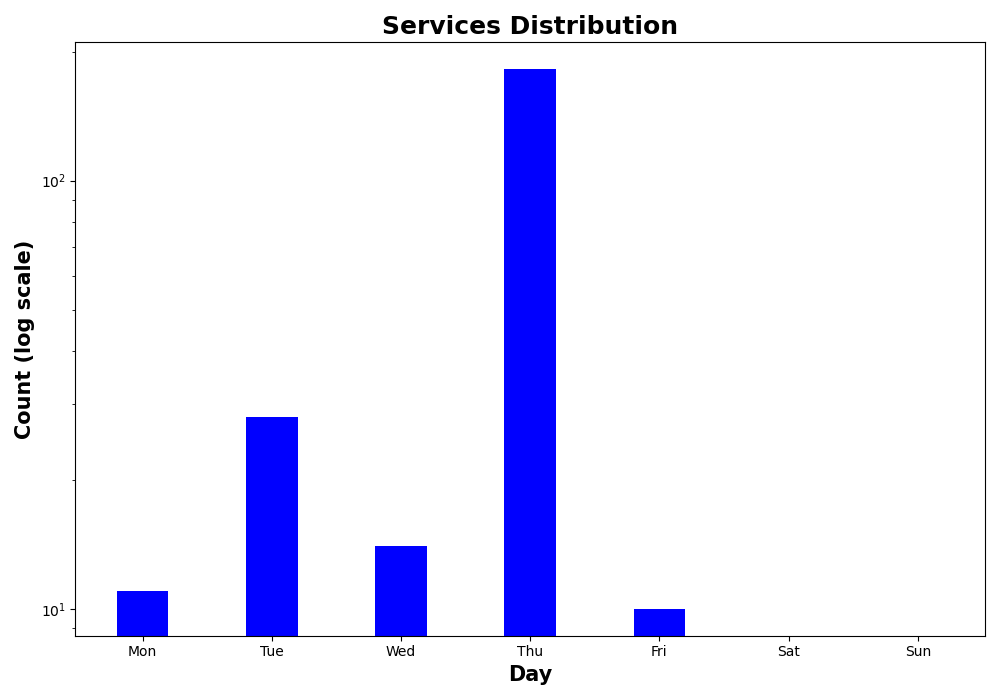 Services Distribution
Count (log scale)
10²
10¹
Mon Tue Wed Thu Fri Sat Sun
Day